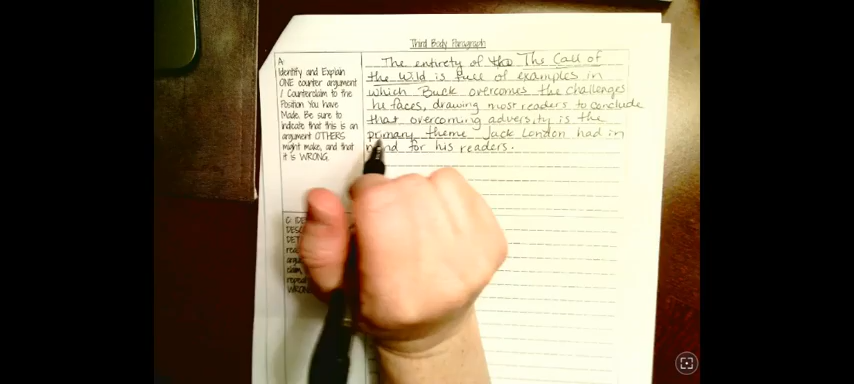 Third Body Paragraph
A:
Identify and Explain
ONE counter argument
/ Counterclaim to the
Position You have
Made. Be sure to
indicate that this is an
argument OTHERS
might make, and that
it is WRONG.
The entirety of The Call of
the Wild is full of examples in
which Buck overcomes the challenges
he faces, drawing most readers to conclude
that overcoming adversity is the
primary theme Jack London had in
mind for his readers.
WRONG